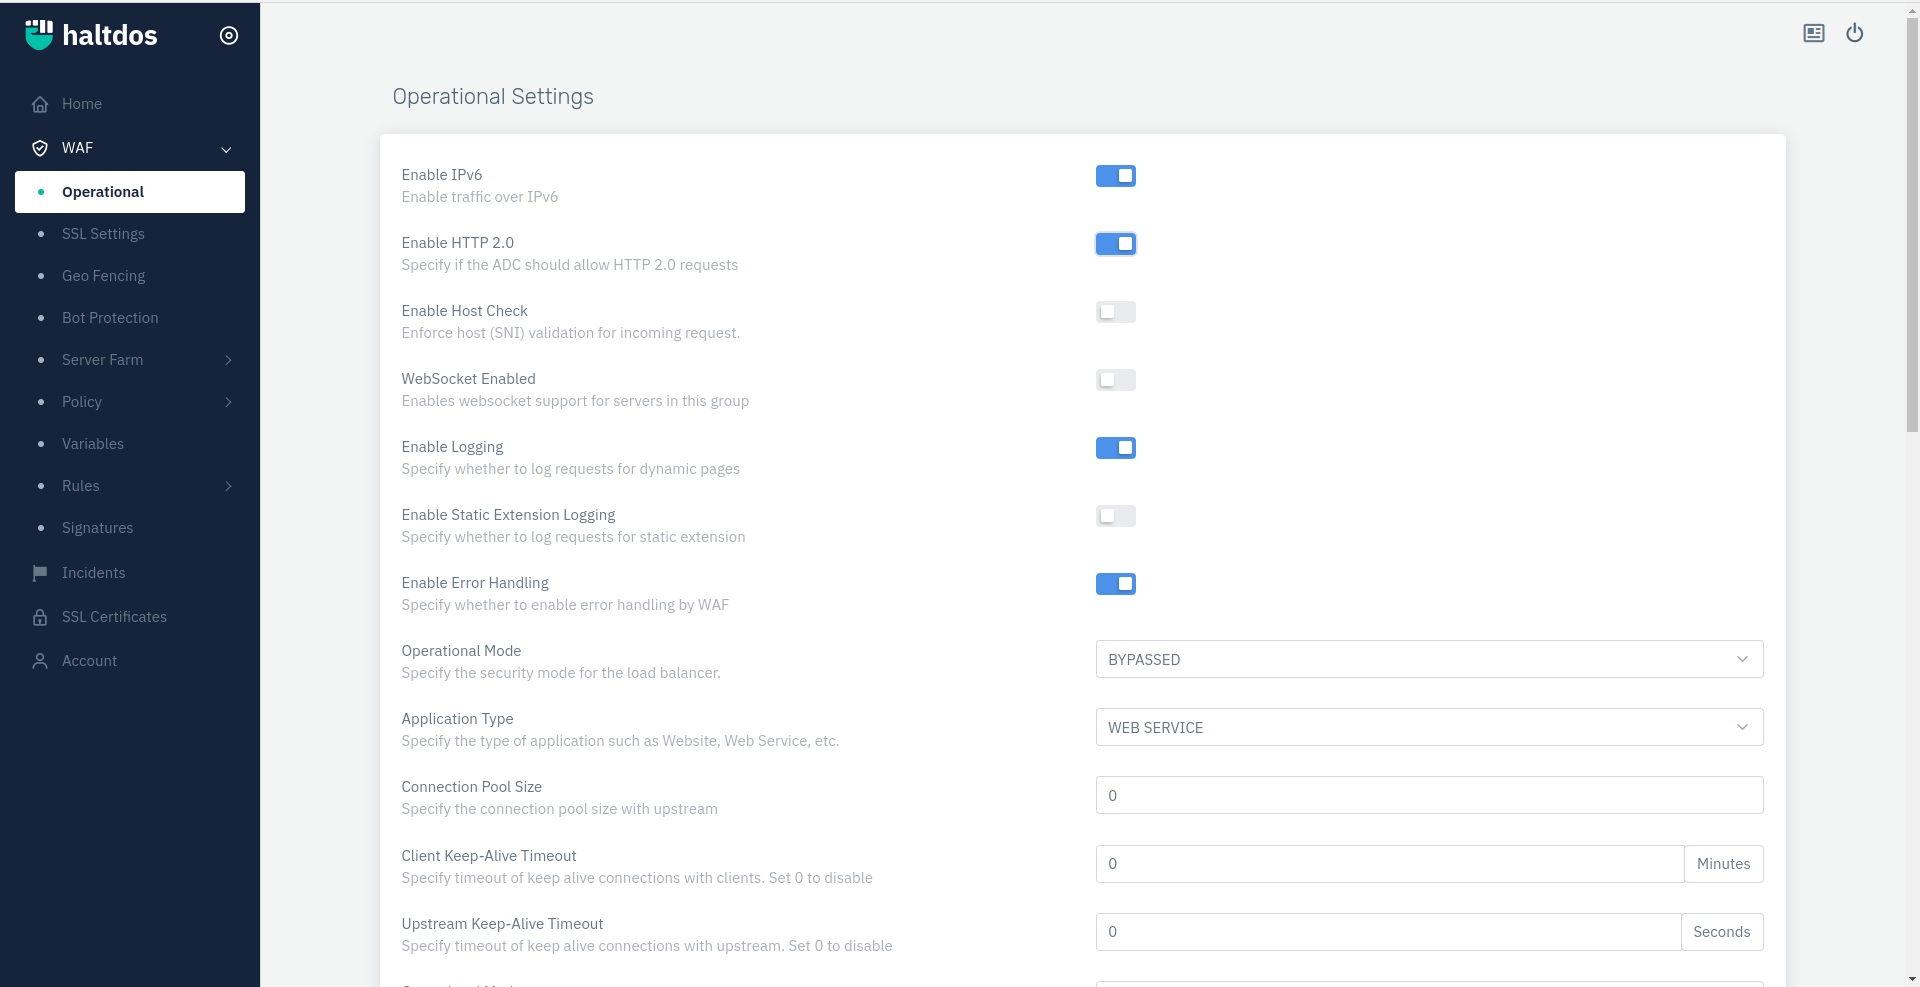 haltdos
Home
WAF
Operational
SSL Settings
Geo Fencing
Bot Protection
Server Farm
Policy
Variables
Rules
Signatures
Incidents
SSL Certificates
Account
Operational Settings
Enable IPv6
Enable traffic over IPv6
Enable HTTP 2.0
Specify if the ADC should allow HTTP 2.0 requests
Enable Host Check
Enforce host (SNI) validation for incoming request.
WebSocket Enabled
Enables websocket support for servers in this group
Enable Logging
Specify whether to log requests for dynamic pages
Enable Static Extension Logging
Specify whether to log requests for static extension
Enable Error Handling
Specify whether to enable error handling by WAF
Operational Mode
BYPASSED
Specify the security mode for the load balancer.
Application Type
WEB SERVICE
Specify the type of application such as Website, Web Service, etc.
Connection Pool Size
0
Specify the connection pool size with upstream
Client Keep-Alive Timeout
0 Minutes
Specify timeout of keep alive connections with clients. Set 0 to disable
Upstream Keep-Alive Timeout
0 Seconds
Specify timeout of keep alive connections with upstream. Set 0 to disable